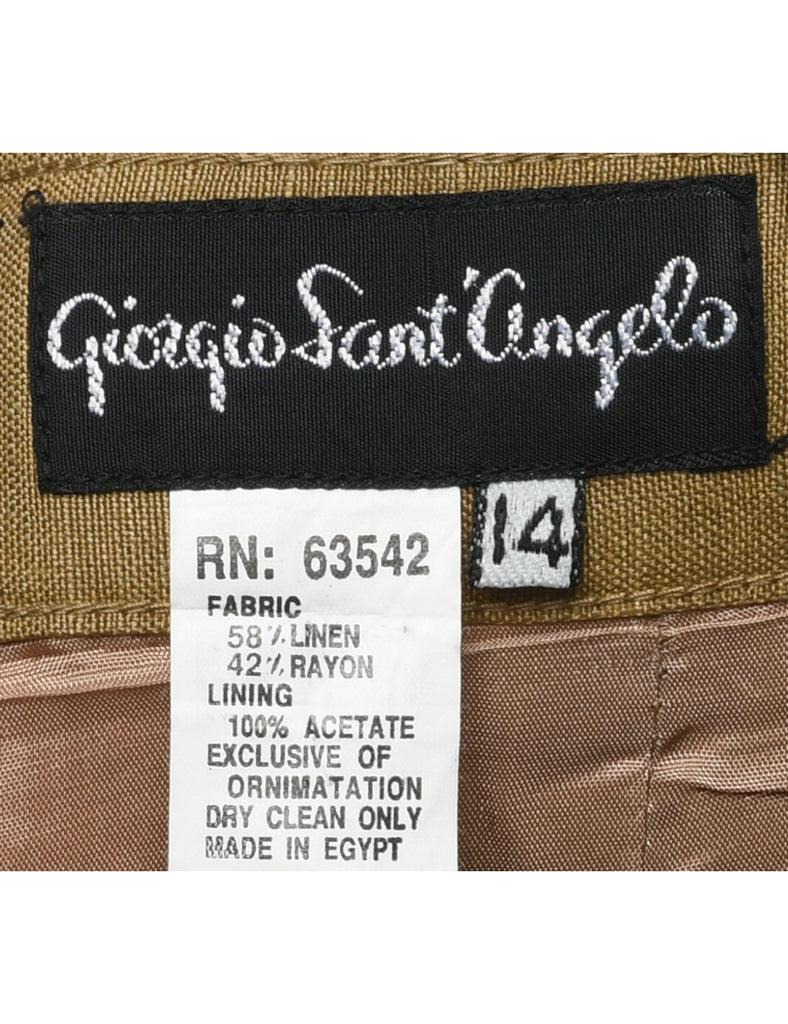 Giorgio Sant'Angelo
14
RN: 63542
FABRIC
58% LINEN
42% RAYON
LINING
100% ACETATE
EXCLUSIVE OF
ORNIMATATION
DRY CLEAN ONLY
MADE IN EGYPT